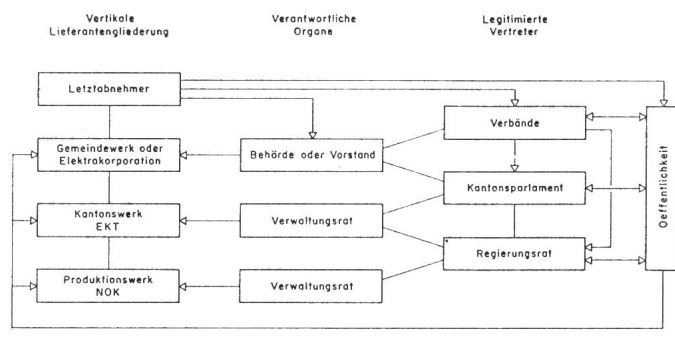 Vertikale
Lieferantengliederung
Verantwortliche
Organe
Legitimierte
Vertreter
Letztabnehmer
Verbände
Gemeindewerk oder
Elektrakorporation
Behörde oder Vorstand
Kantonsparlament
Oeffentlichkeit
Kantonswerk
EKT
Verwaltungsrat
Regierungsrat
Produktionswerk
NOK
Verwaltungsrat